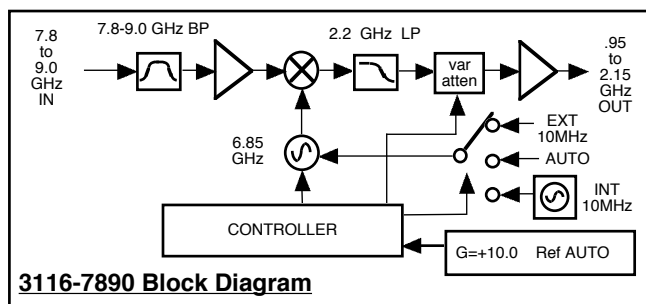 7.8
to
9.0
GHz
IN
7.8-9.0 GHz BP
2.2 GHz LP
var
atten
.95
to
2.15
GHz
OUT
6.85
GHz
EXT
10MHz
AUTO
INT
10MHz
CONTROLLER
G=+10.0 Ref AUTO
3116-7890 Block Diagram